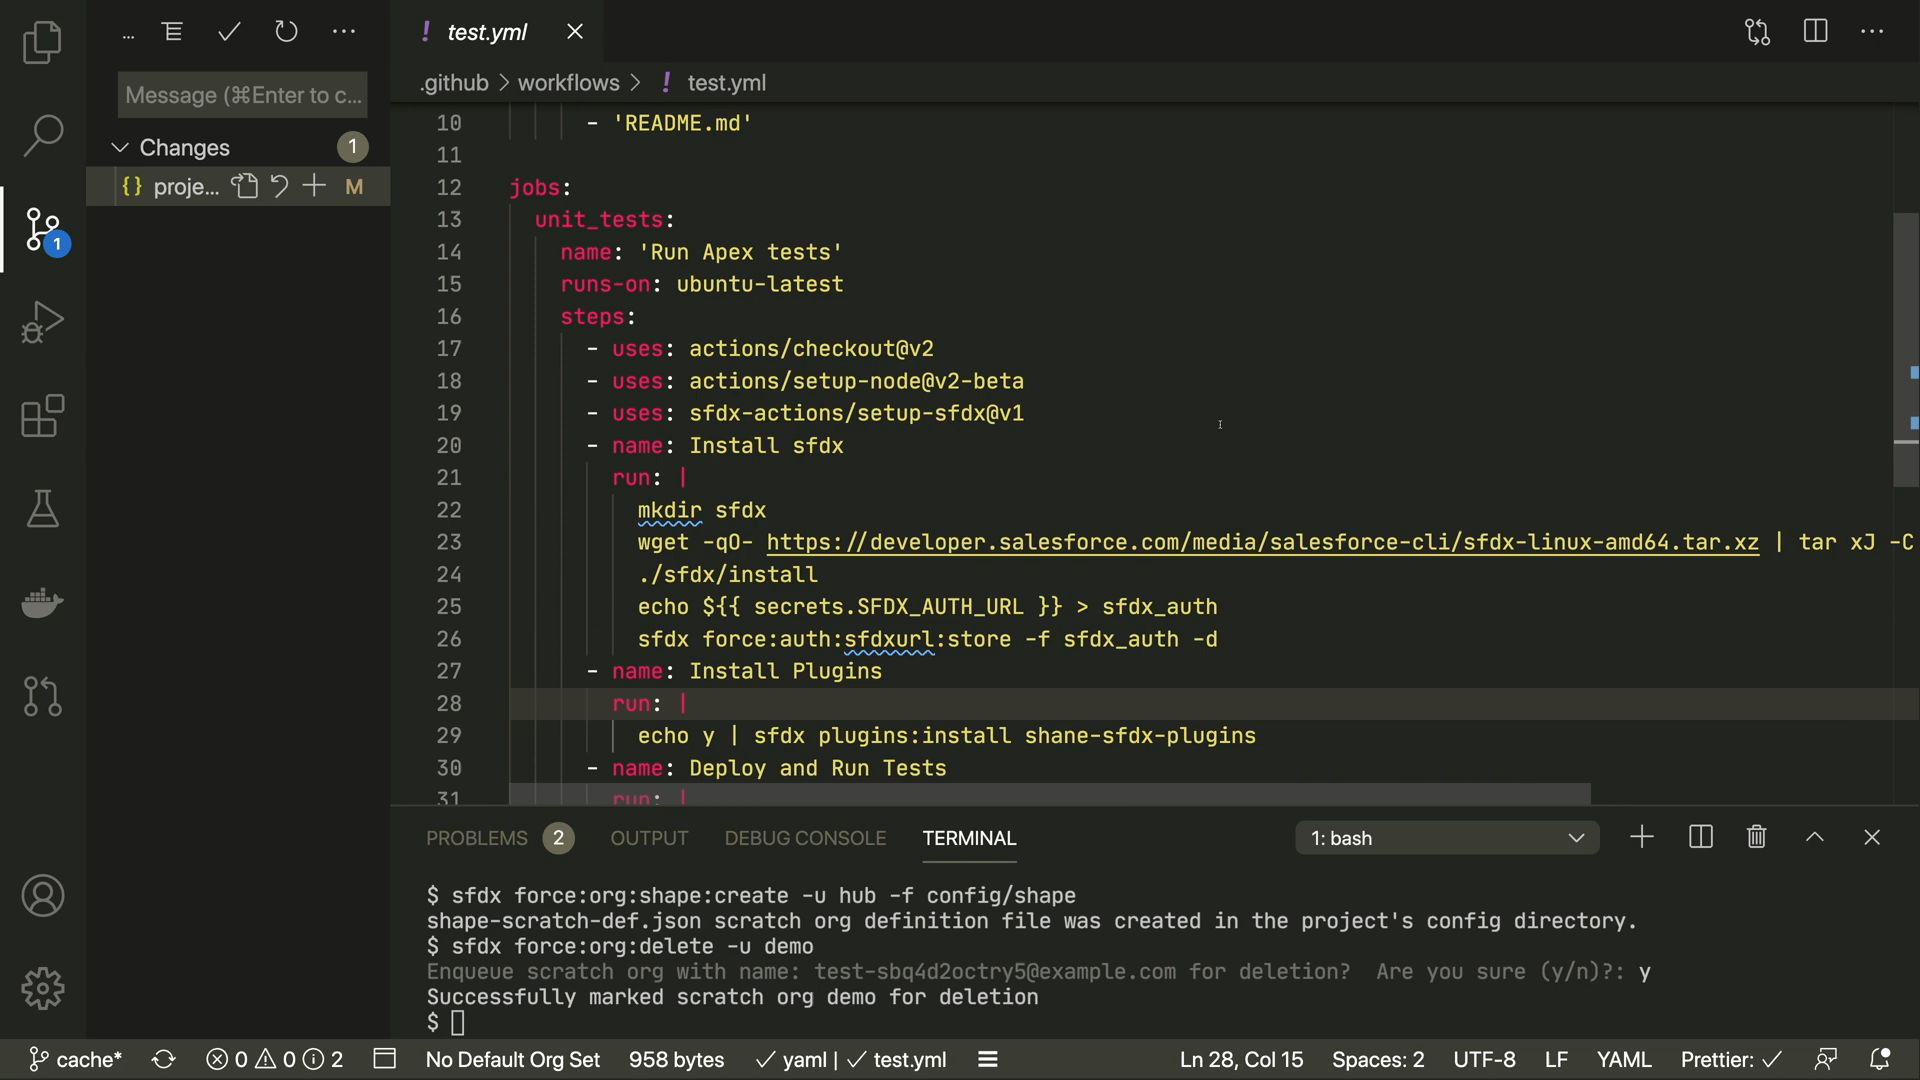 ...
...
! test.yml
...
Message (⌘Enter to c...
Changes 1
{} proje... M
1
.github > workflows > ! test.yml
10 - 'README.md'
11
12 jobs:
13 unit_tests:
14 name: 'Run Apex tests'
15 runs-on: ubuntu-latest
16 steps:
17 - uses: actions/checkout@v2
18 - uses: actions/setup-node@v2-beta
19 - uses: sfdx-actions/setup-sfdx@v1
20 - name: Install sfdx
21 run: |
22 mkdir sfdx
23 wget -qO- https://developer.salesforce.com/media/salesforce-cli/sfdx-linux-amd64.tar.xz | tar xJ -C
24 ./sfdx/install
25 echo ${{ secrets.SFDX_AUTH_URL }} > sfdx_auth
26 sfdx force:auth:sfdxurl:store -f sfdx_auth -d
27 - name: Install Plugins
28 run: |
29 echo y | sfdx plugins:install shane-sfdx-plugins
30 - name: Deploy and Run Tests
31 run: |
PROBLEMS 2 OUTPUT DEBUG CONSOLE TERMINAL 1: bash
$ sfdx force:org:shape:create -u hub -f config/shape
shape-scratch-def.json scratch org definition file was created in the project's config directory.
$ sfdx force:org:delete -u demo
Enqueue scratch org with name: test-sbq4d2octry5@example.com for deletion? Are you sure (y/n)?: y
Successfully marked scratch org demo for deletion
$
cache* 0 0 2 No Default Org Set 958 bytes ✓ yaml | ✓ test.yml Ln 28, Col 15 Spaces: 2 UTF-8 LF YAML Prettier: ✓